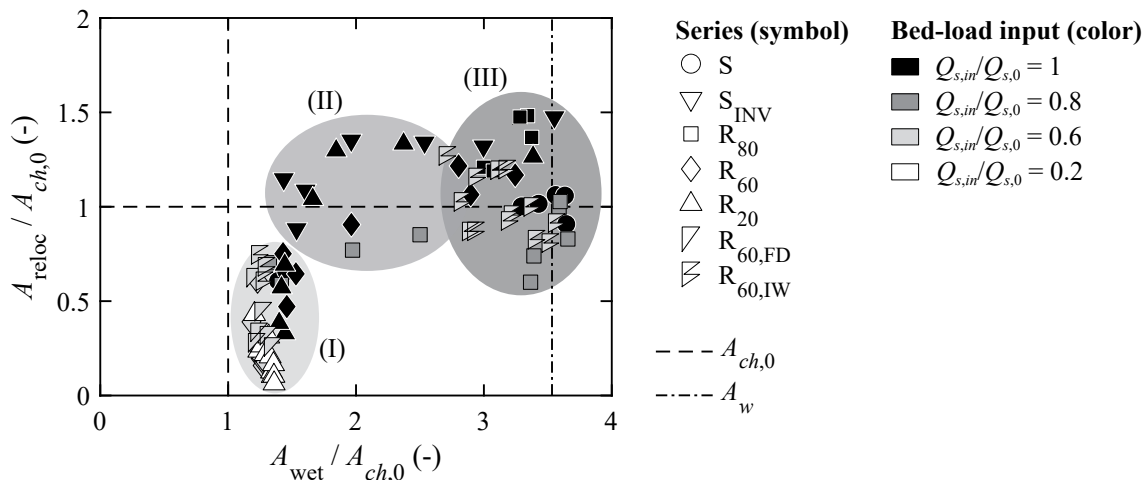 2
1.5
1
0.5
0
A_reloc / A_ch,0 (-)
(I)
(II)
(III)
0
1
2
3
4
A_wet / A_ch,0 (-)
Series (symbol)
S
S_INV
R_80
R_60
R_20
R_60,FD
R_60,IW
A_ch,0
A_w
Bed-load input (color)
Q_s,in/Q_s,0 = 1
Q_s,in/Q_s,0 = 0.8
Q_s,in/Q_s,0 = 0.6
Q_s,in/Q_s,0 = 0.2